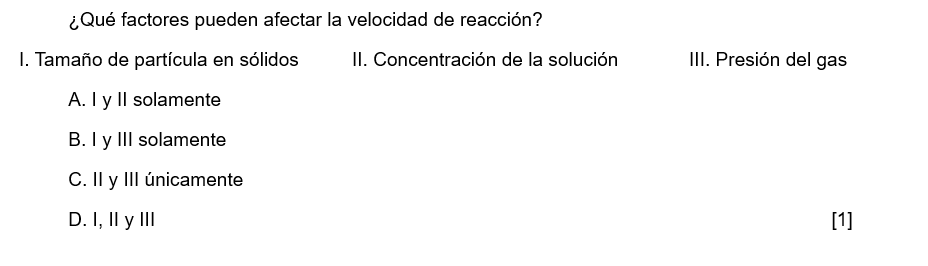 ¿Qué factores pueden afectar la velocidad de reacción?
I. Tamaño de partícula en sólidos II. Concentración de la solución III. Presión del gas
A. I y II solamente
B. I y III solamente
C. II y III únicamente
D. I, II y III [1]